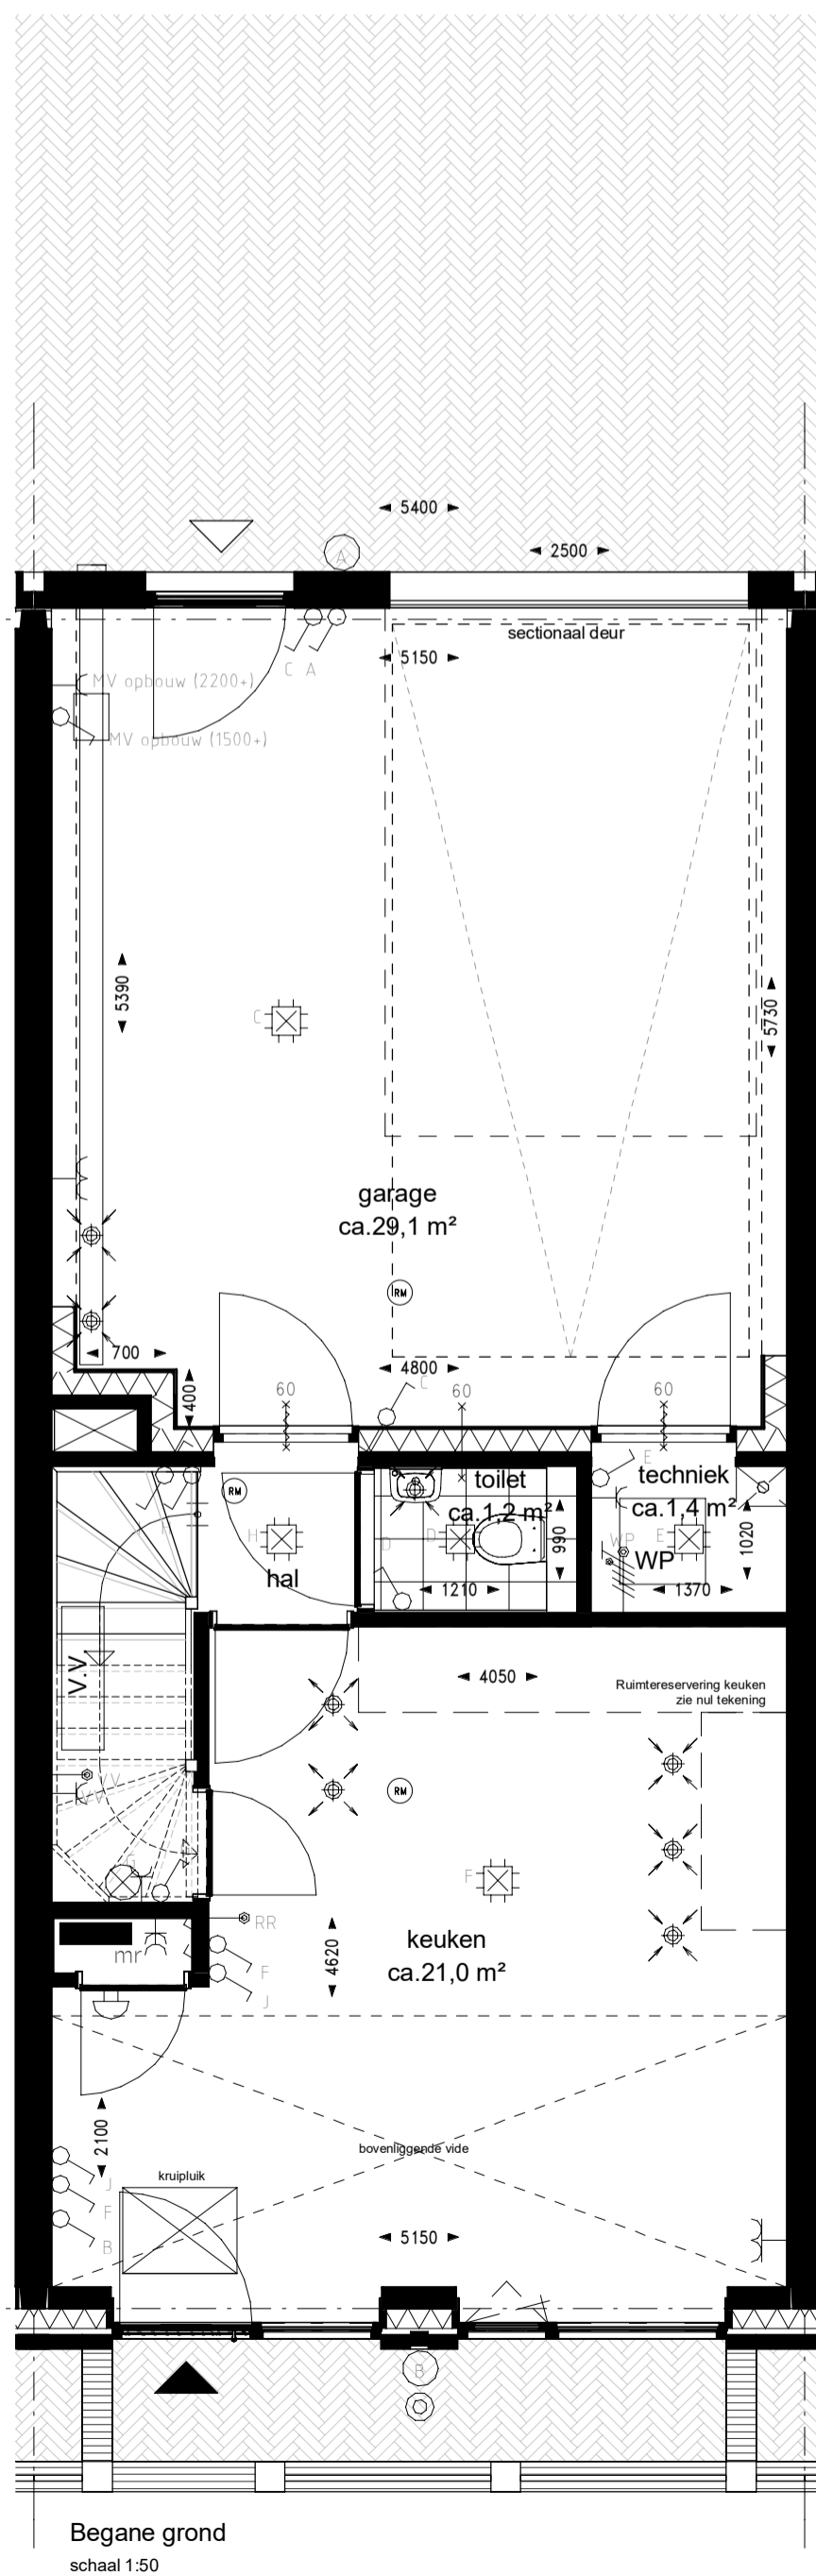 5400
2500
A
sectionaal deur
5150
C A
MV opbouw (2200+)
MV opbouw (1500+)
5390
5730
C
garage
ca.29,1 m²
RM
700
400
4800
C
60
60
60
E
RM
toilet
ca.1,2 m²
techniek
ca.1,4 m²
H
H
D
D
990
1020
E
WP
WP
hal
1210
1370
V.V.
4050
Ruimtereservering keuken
zie nul tekening
RM
VV
VV
G
F
RR
mr
F
J
4620
keuken
ca.21,0 m²
2100
bovenliggende vide
kruipluik
J
F
B
5150
B
Begane grond
schaal 1:50